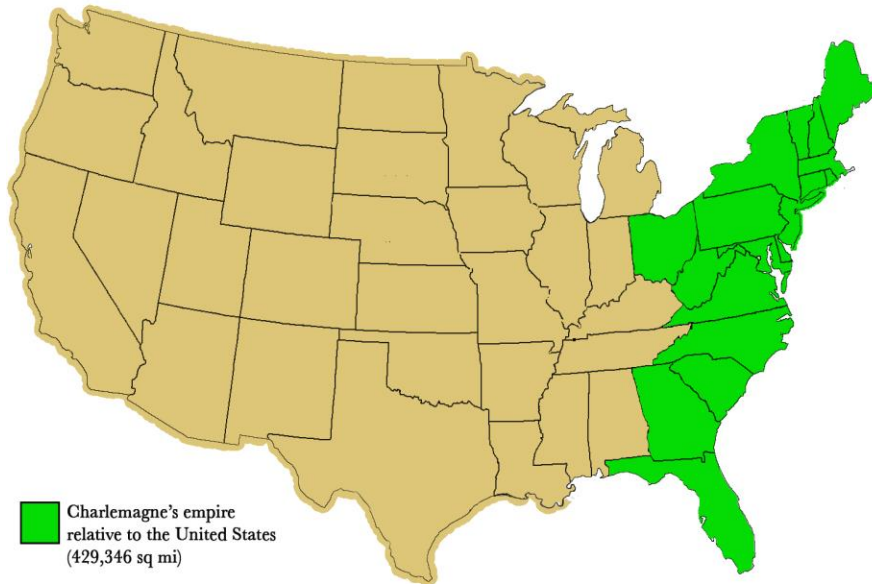 Charlemagne's empire
relative to the United States
(429,346 sq mi)